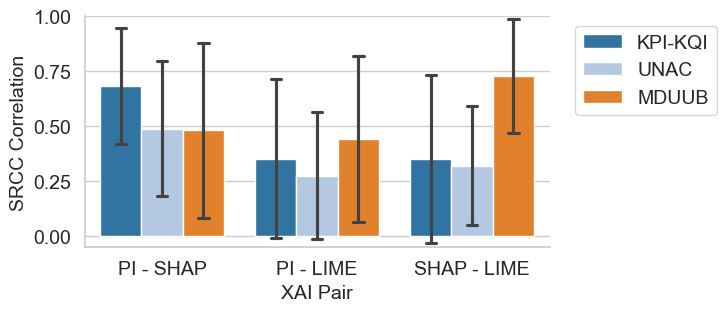 SRCC Correlation
1.00
0.75
0.50
0.25
0.00
PI - SHAP
PI - LIME
SHAP - LIME
XAI Pair
KPI-KQI
UNAC
MDUUB